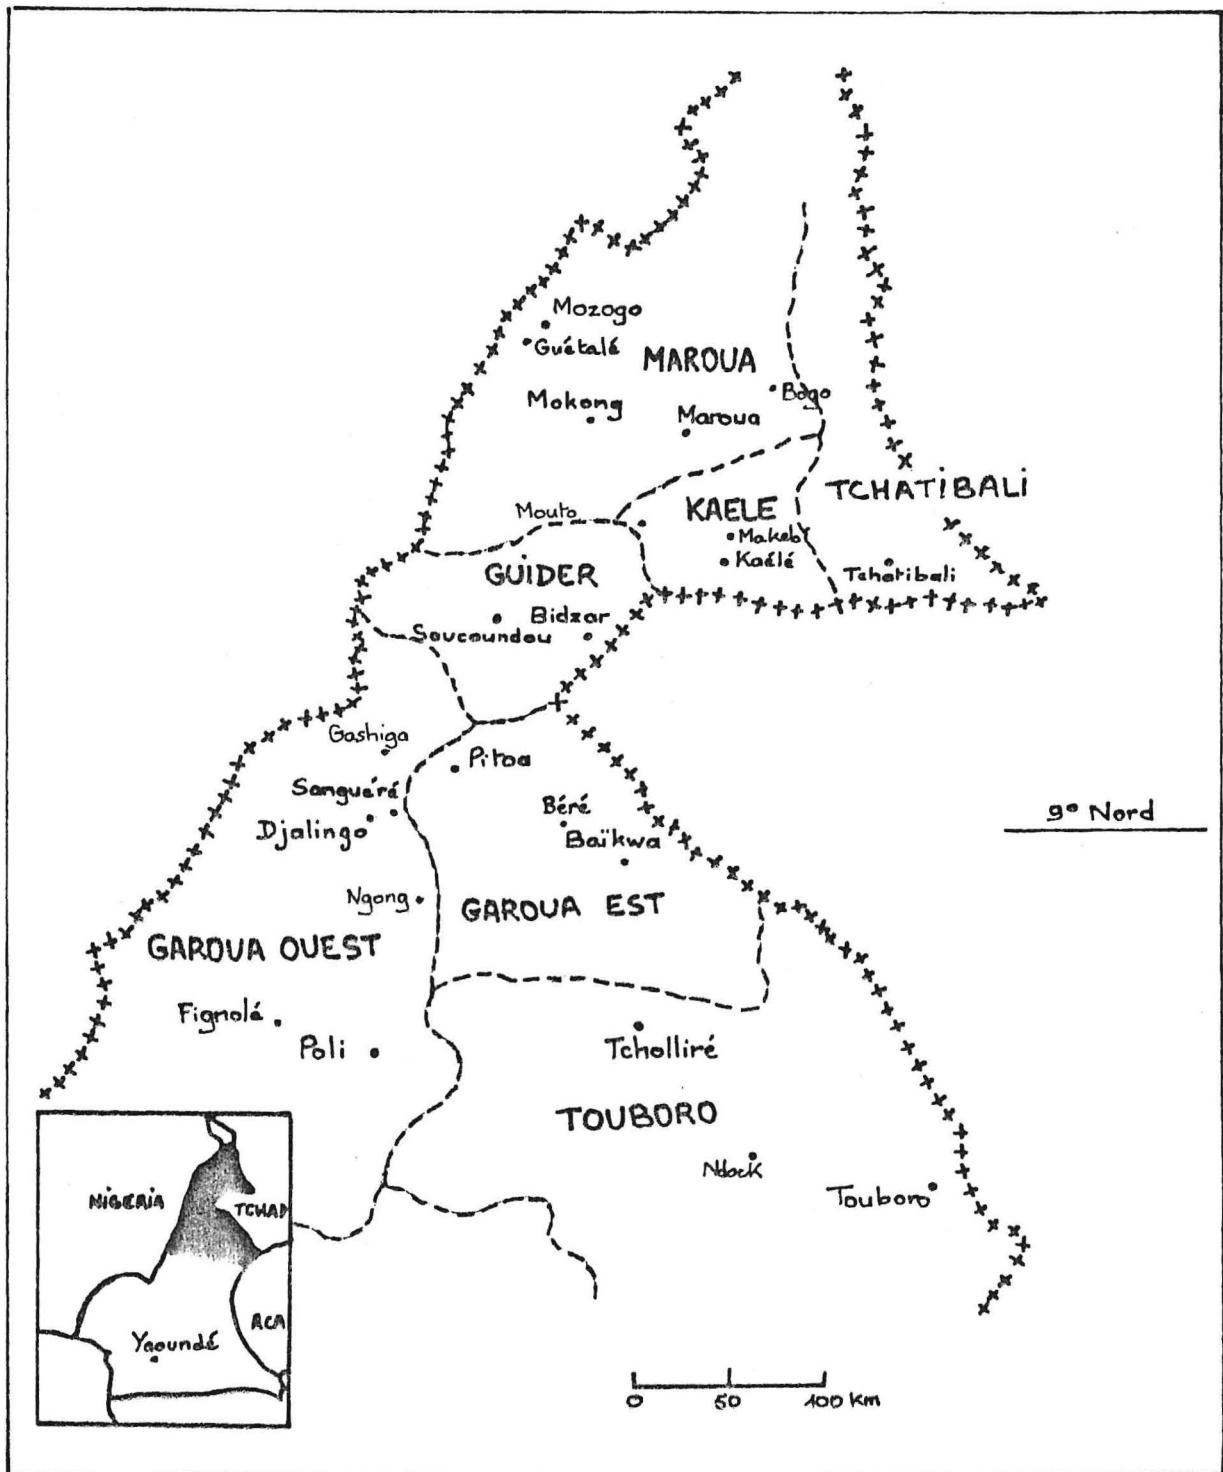 Mozogo
Guétalé
MAROUA
Bogo
Mokong
Maroua
TCHATIBALI
Mouto
KAELE
Makebi
Kaélé
GUIDER
Tchatibali
Bidzar
Soucoundou
Gashiga
Pitoa
Sanguéré
Béré
Djalingo
Baïkwa
9° Nord
Ngong
GAROUA EST
GAROUA OUEST
Fignolé
Poli
Tcholliré
TOUBORO
Ndock
Touboro
NIGERIA
TCHAD
ACA
Yaoundé
0 50 100 km